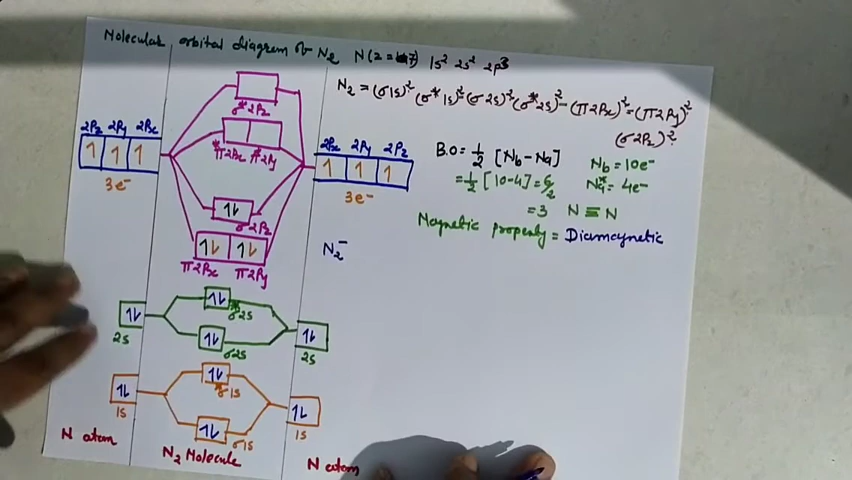 Molecular orbital diagram of N2 N(Z=7) 1s² 2s² 2p³
N2 = (σ1s)² (σ*1s)² (σ2s)² (σ*2s)² = (π2Px)² = (π2Py)²
(σ2Pz)²
σ*2Pz
2Pz 2Py 2Px
π*2Px π*2Py
2Px 2Py 2Pz
3e-
3e-
B.O = 1/2 [Nb - Na]
Nb = 10e-
= 1/2 [10-4] = 6/2
Na* = 4e-
= 3 N ≡ N
Magnetic property = Diamagnetic
σ2Pz
N2-
π2Px π2Py
σ*2s
2s
σ2s
2s
σ*1s
1s
σ1s
1s
N atom
N2 Molecule
N atom